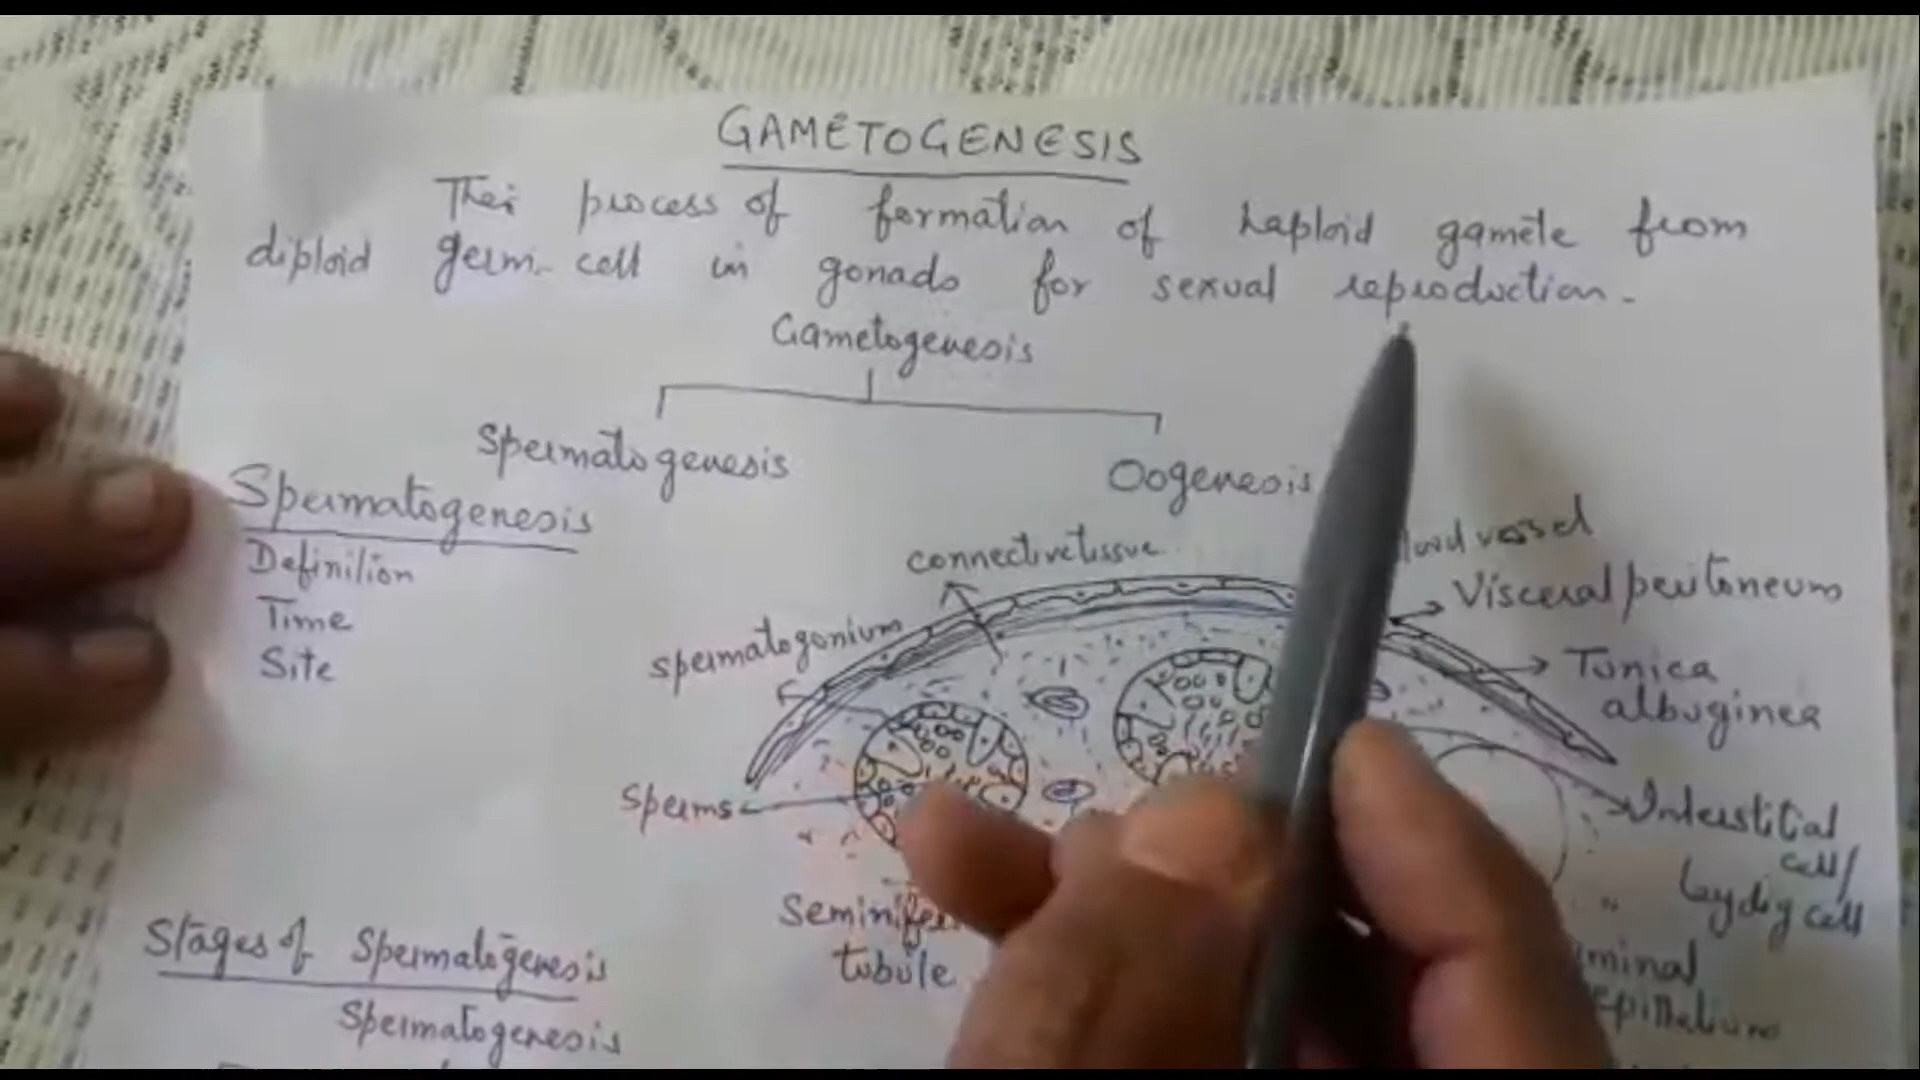 GAMETOGENESIS
The process of formation of haploid gamete from
diploid germ-cell in gonads for sexual reproduction.
Gametogenesis
Spermatogenesis
Oogenesis
Spermatogenesis
Definition
Time
Site
connective tissue
vessel
Visceral peritoneum
spermatogonium
Tunica
albuginea
Sperms
Interstitial
cell/
Leydig cell
tubule
epithelium
Stages of Spermatogenesis
Spermatogenesis